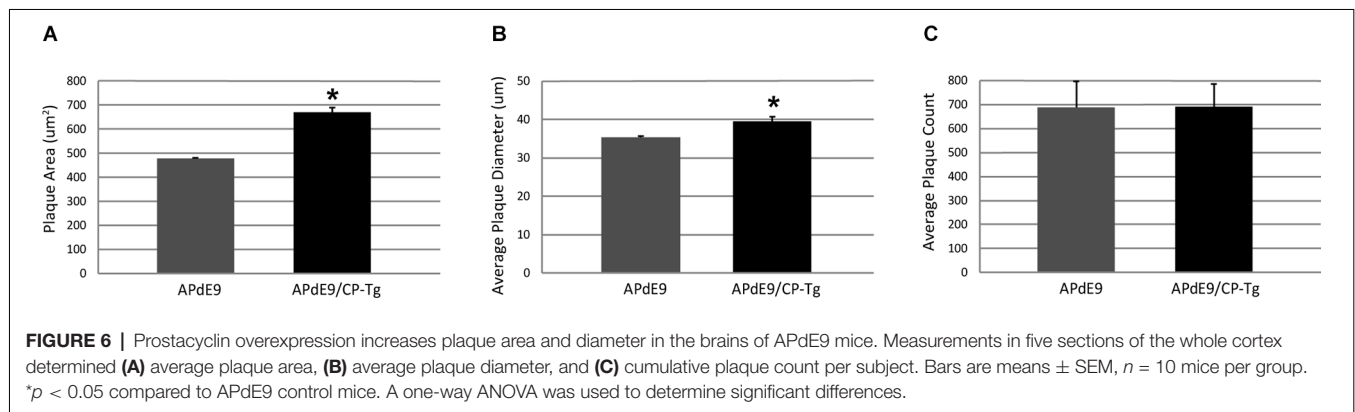 A
B
C
Plaque Area (um²)
800
700
600
500
400
300
200
100
0
*
APdE9
APdE9/CP-Tg
Average Plaque Diameter (um)
50
40
30
20
10
0
*
APdE9
APdE9/CP-Tg
Average Plaque Count
800
700
600
500
400
300
200
100
0
APdE9
APdE9/CP-Tg
FIGURE 6 | Prostacyclin overexpression increases plaque area and diameter in the brains of APdE9 mice. Measurements in five sections of the whole cortex
determined (A) average plaque area, (B) average plaque diameter, and (C) cumulative plaque count per subject. Bars are means ± SEM, n = 10 mice per group.
*p < 0.05 compared to APdE9 control mice. A one-way ANOVA was used to determine significant differences.